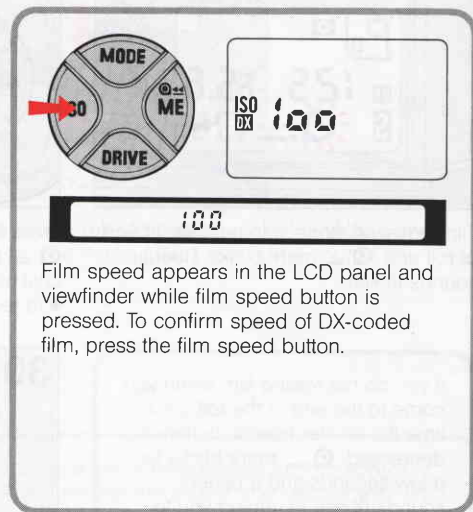 MODE
ISO
ME
DRIVE
ISO
DX 100
100
Film speed appears in the LCD panel and
viewfinder while film speed button is
pressed. To confirm speed of DX-coded
film, press the film speed button.